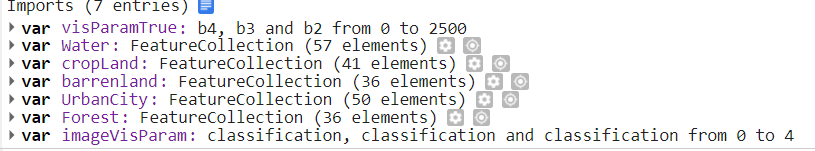 Imports (7 entries)
var visParamTrue: b4, b3 and b2 from 0 to 2500
var Water: FeatureCollection (57 elements)
var cropLand: FeatureCollection (41 elements)
var barrenland: FeatureCollection (36 elements)
var UrbanCity: FeatureCollection (50 elements)
var Forest: FeatureCollection (36 elements)
var imageVisParam: classification, classification and classification from 0 to 4